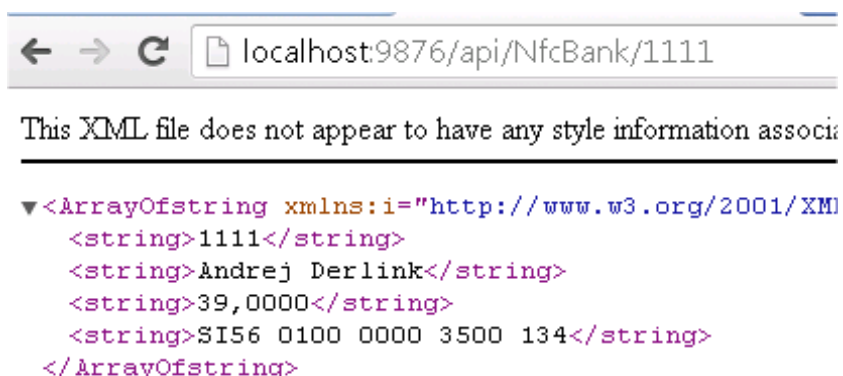 localhost:9876/api/NfcBank/1111
This XML file does not appear to have any style information
▼<ArrayOfstring xmlns:i="http://www.w3.org/2001/
<string>1111</string>
<string>Andrej Derlink</string>
<string>39,0000</string>
<string>SI56 0100 0000 3500 134</string>
</ArrayOfstring>